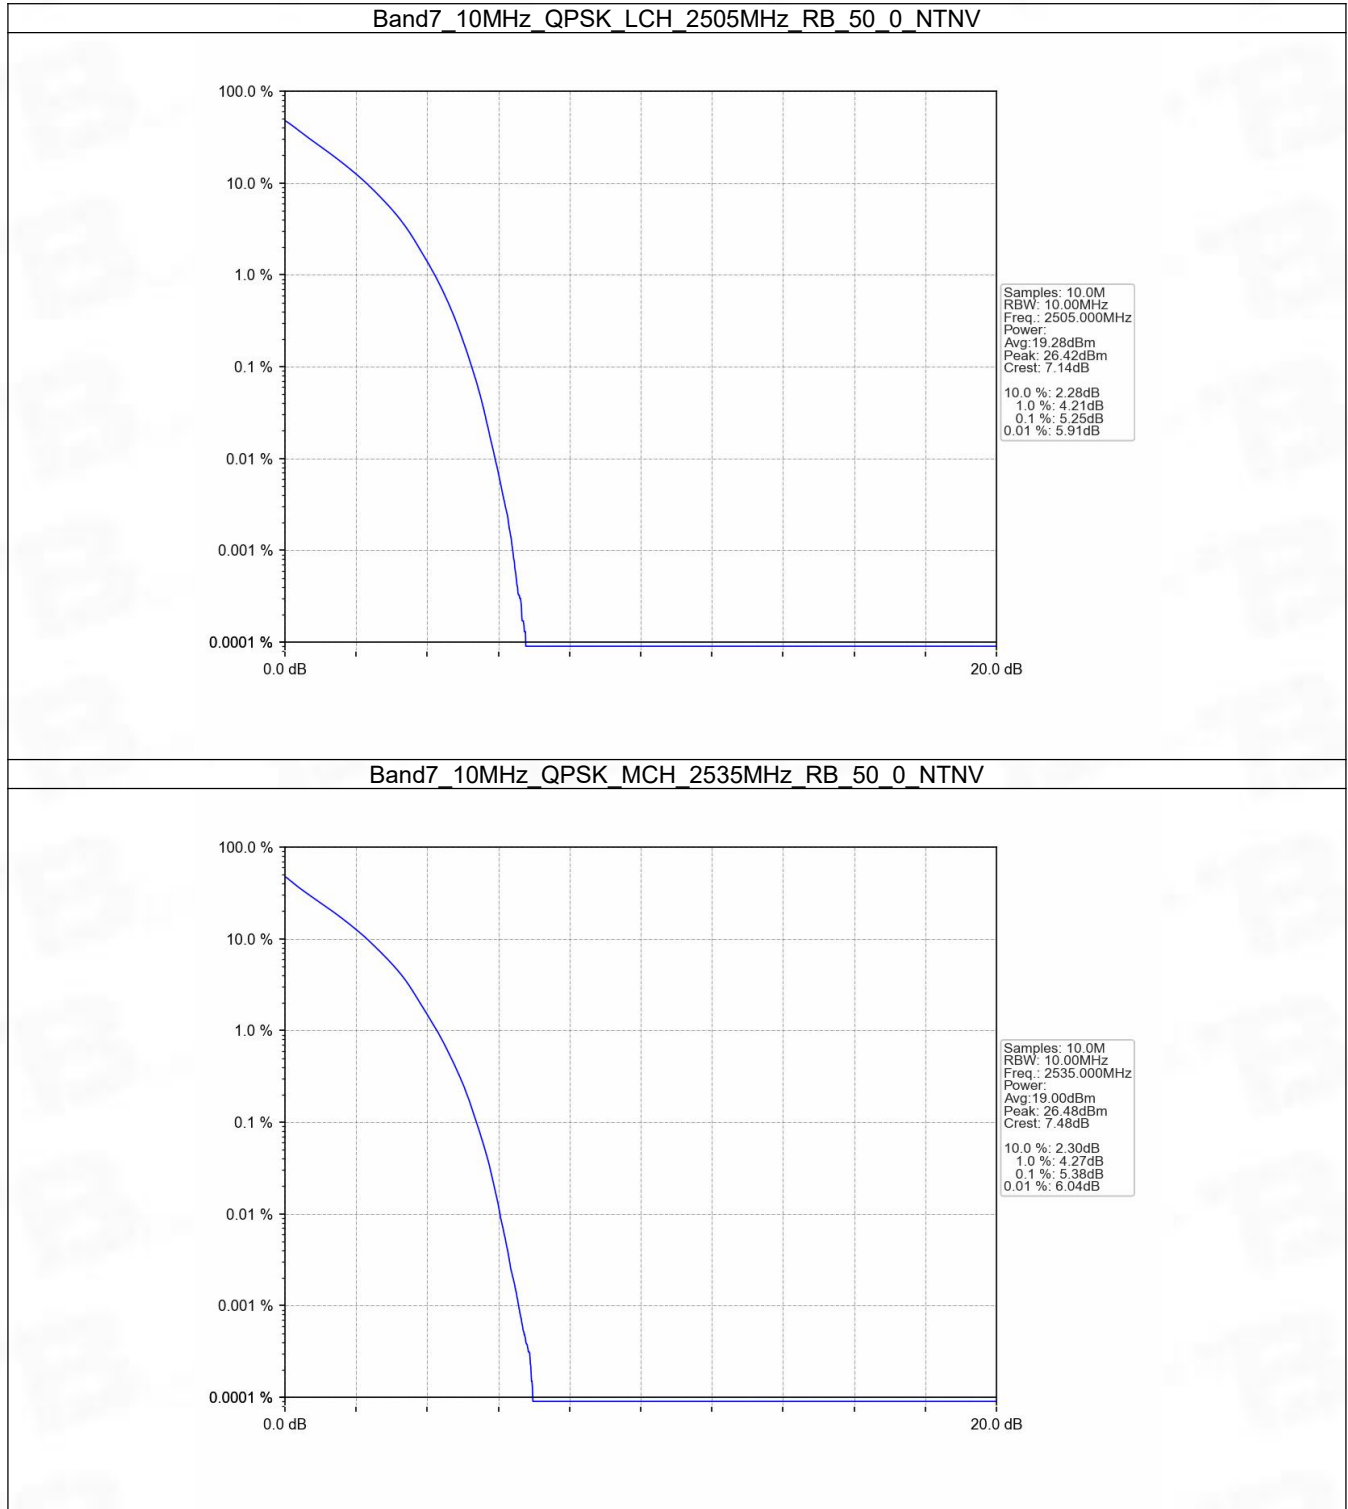 Band7_10MHz_QPSK_LCH_2505MHz_RB_50_0_NTNV
100.0 %
10.0 %
1.0 %
0.1 %
0.01 %
0.001 %
0.0001 %
0.0 dB
20.0 dB
Samples: 10.0M
RBW: 10.00MHz
Freq.: 2505.000MHz
Power:
Avg:19.28dBm
Peak: 26.42dBm
Crest: 7.14dB
10.0 %: 2.28dB
1.0 %: 4.21dB
0.1 %: 5.25dB
0.01 %: 5.91dB
Band7_10MHz_QPSK_MCH_2535MHz_RB_50_0_NTNV
100.0 %
10.0 %
1.0 %
0.1 %
0.01 %
0.001 %
0.0001 %
0.0 dB
20.0 dB
Samples: 10.0M
RBW: 10.00MHz
Freq.: 2535.000MHz
Power:
Avg:19.00dBm
Peak: 26.48dBm
Crest: 7.48dB
10.0 %: 2.30dB
1.0 %: 4.27dB
0.1 %: 5.38dB
0.01 %: 6.04dB